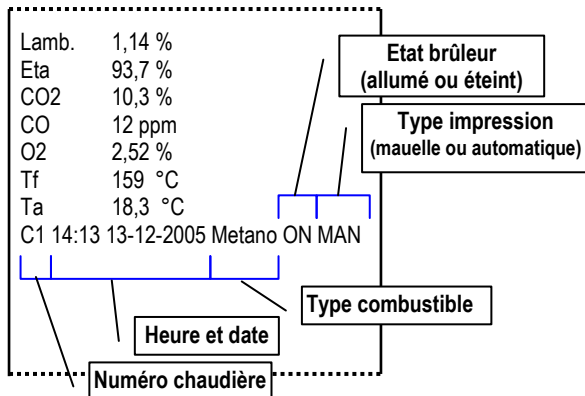 Lamb. 1,14 %
Eta 93,7 %
CO2 10,3 %
CO 12 ppm
O2 2,52 %
Tf 159 °C
Ta 18,3 °C
C1 14:13 13-12-2005 Metano ON MAN
Etat brûleur
(allumé ou éteint)
Type impression
(mauelle ou automatique)
Type combustible
Heure et date
Numéro chaudière